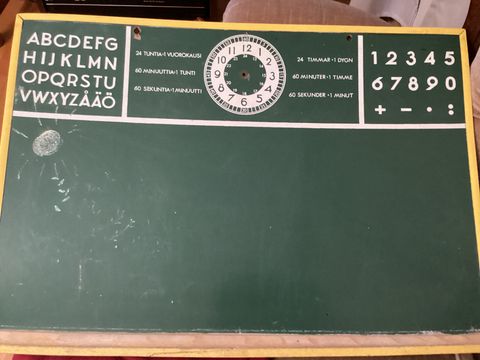 ABCDEFG
HIJKLMN
OPQRSTU
VWXYZÅÄÖ
24 TUNTIA=1 VUOROKAUSI
60 MINUUTTIA=1 TUNTI
60 SEKUNTIA=1 MINUUTTI
12 1 2 3 4 5 6 7 8 9 10 11
24 TIMMAR=1 DYGN
60 MINUTER=1 TIMME
60 SEKUNDER=1 MINUT
1 2 3 4 5
6 7 8 9 0
+ − · :